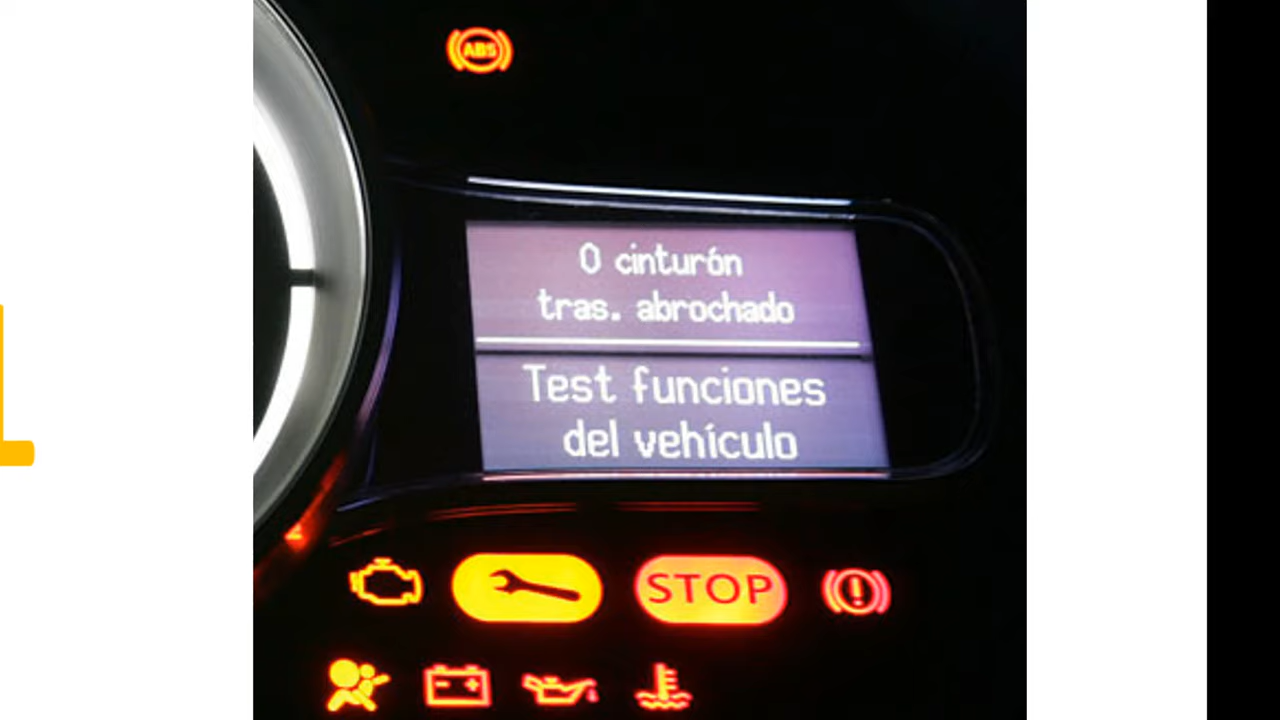 ABS
0 cinturón
tras. abrochado
Test funciones
del vehículo
STOP